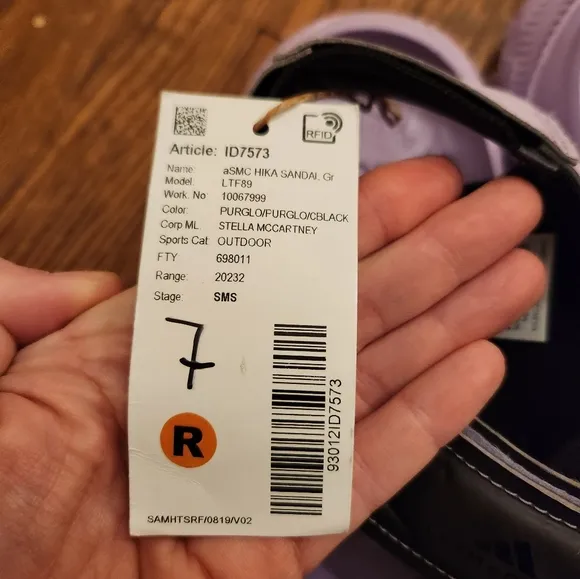 RFID
Article: ID7573
Name: aSMC HIKA SANDAL Gr
Model. LTF89
Work. No 10067999
Color: PURGLO/PURGLO/CBLACK
Corp ML. STELLA MCCARTNEY
Sports Cat OUTDOOR
FTY 698011
Range: 20232
Stage: SMS
7
R
93012ID7573
SAMHTSRF/0819/V02